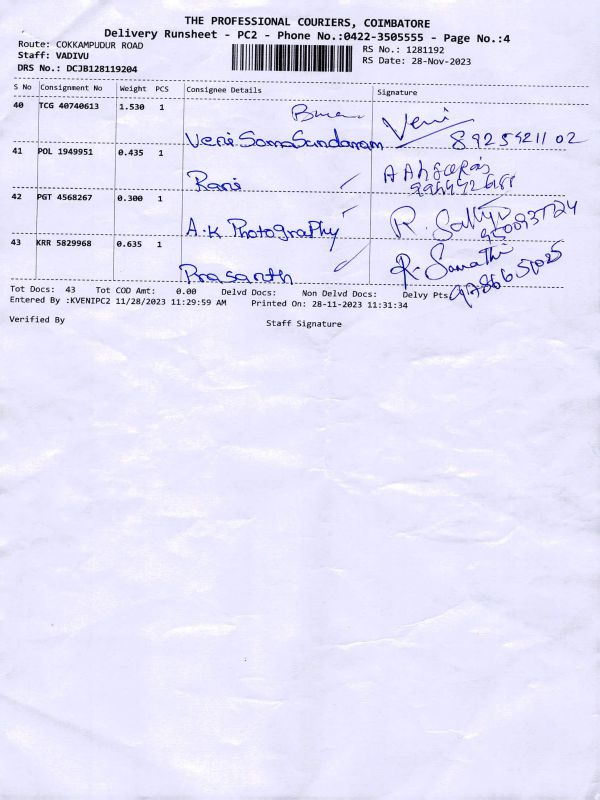 THE PROFESSIONAL COURIERS, COIMBATORE
Delivery Runsheet - PC2 - Phone No.:0422-3505555 - Page No.:4
Route: COKKAMPUDUR ROAD
RS No.: 1281192
Staff: VADIVU
RS Date: 28-Nov-2023
DRS No.: DCJB128119204
S No Consignment No Weight PCS Consignee Details Signature
40 TCG 40740613 1.530 1 Veni
Veni.SomaSundaram 8925421102
41 POL 1949951 0.435 1
Rani
42 PGT 4568267 0.300 1 R.
A.K Photography
43 KRR 5829968 0.635 1
Prasanth
Tot Docs: 43 Tot COD Amt: 0.00 Delvd Docs: Non Delvd Docs: Delvy Pts:
Entered By :KVENIPC2 11/28/2023 11:29:59 AM Printed On: 28-11-2023 11:31:34
Verified By Staff Signature